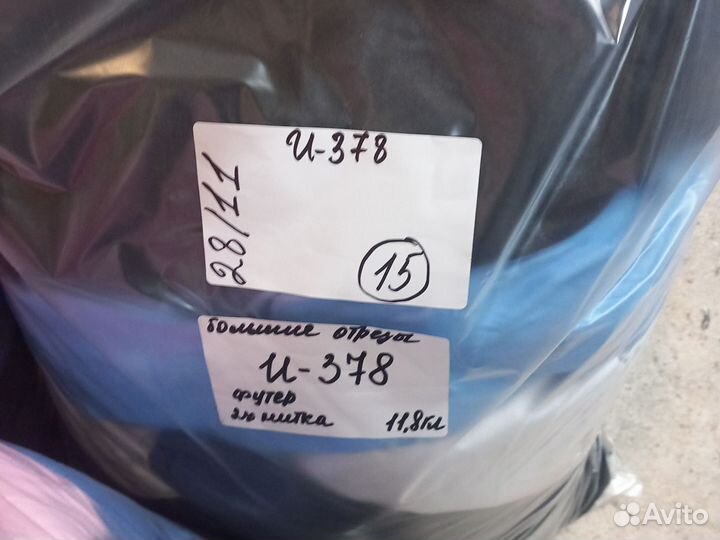 И-378
28/11
15
большие отрезы
И-378
футер
2х нитка 11,8кг
Avito